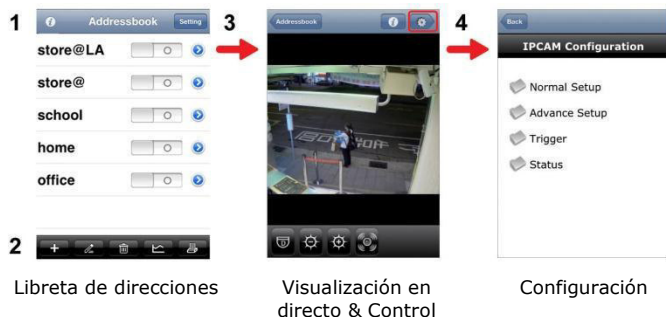 1
Addressbook
Setting
store@LA
store@
school
home
office
2
Libreta de direcciones
3
Addressbook
Visualización en
directo & Control
4
Back
IPCAM Configuration
Normal Setup
Advance Setup
Trigger
Status
Configuración